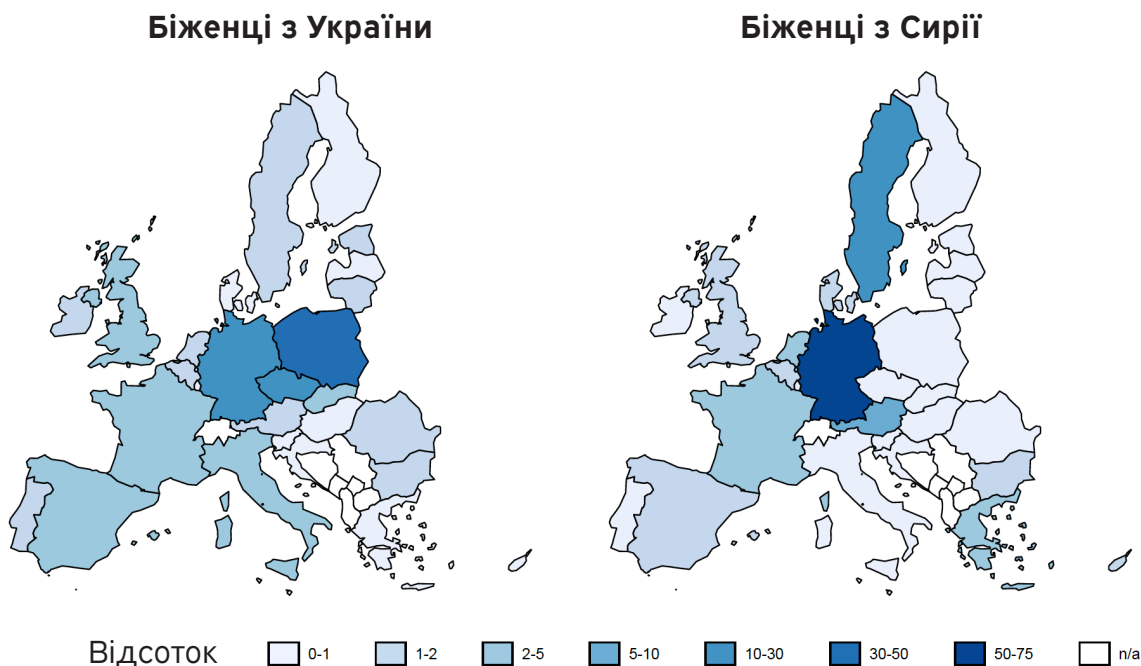 Біженці з України
Біженці з Сирії
Відсоток 0-1 1-2 2-5 5-10 10-30 30-50 50-75 n/a